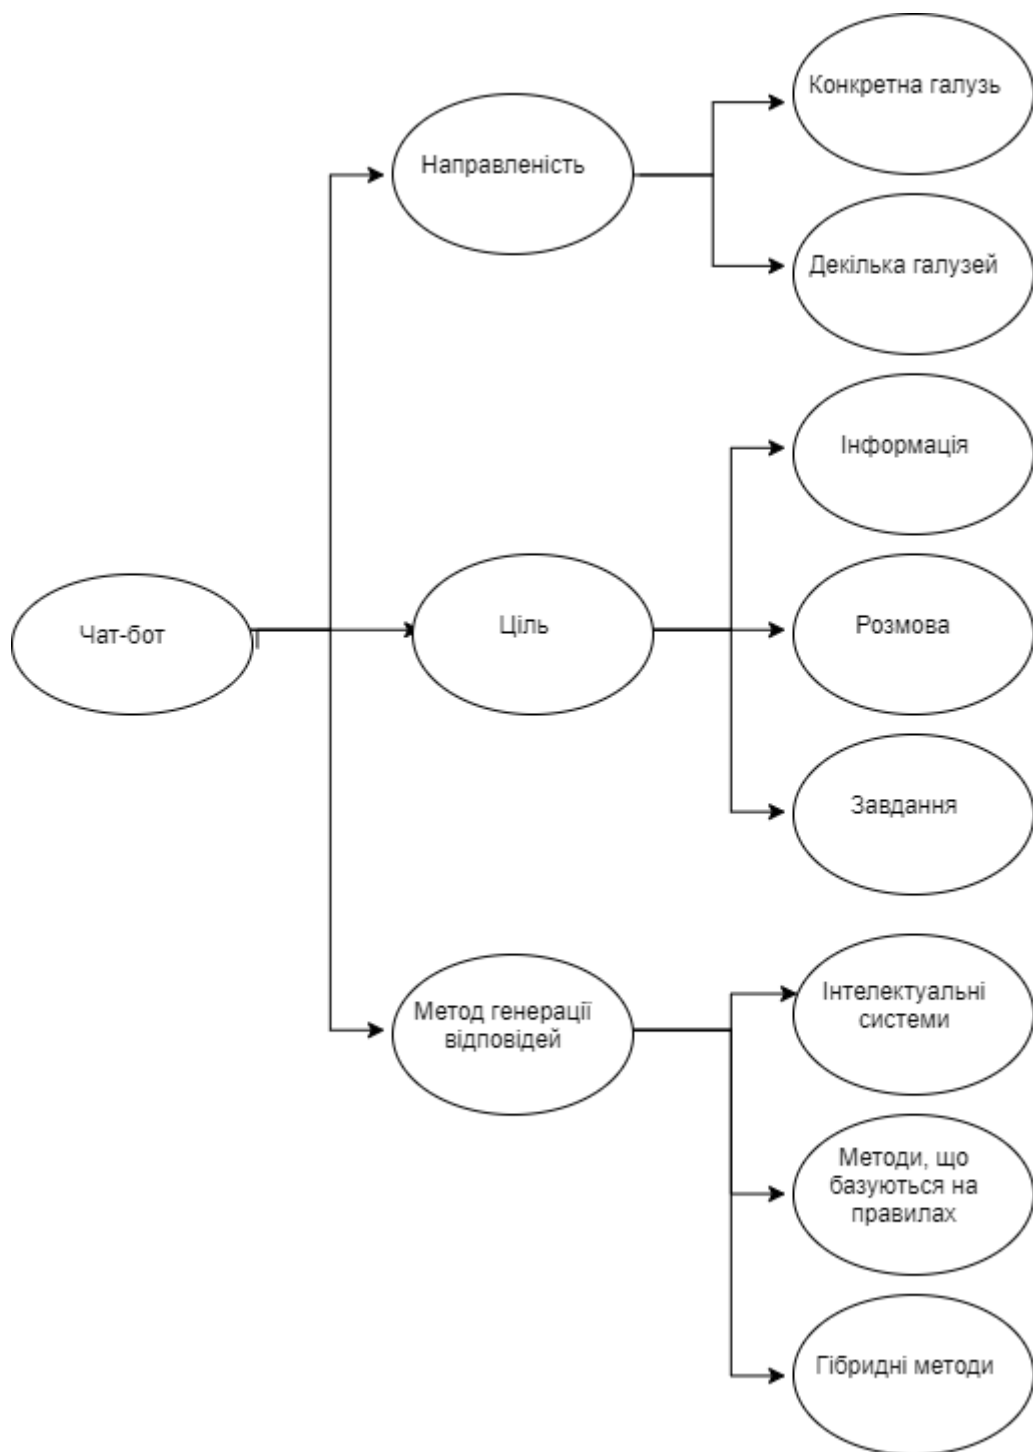 Конкретна галузь
Направленість
Декілька галузей
Інформація
Чат-бот
Ціль
Розмова
Завдання
Метод генерації
відповідей
Інтелектуальні
системи
Методи, що
базуються на
правилах
Гібридні методи